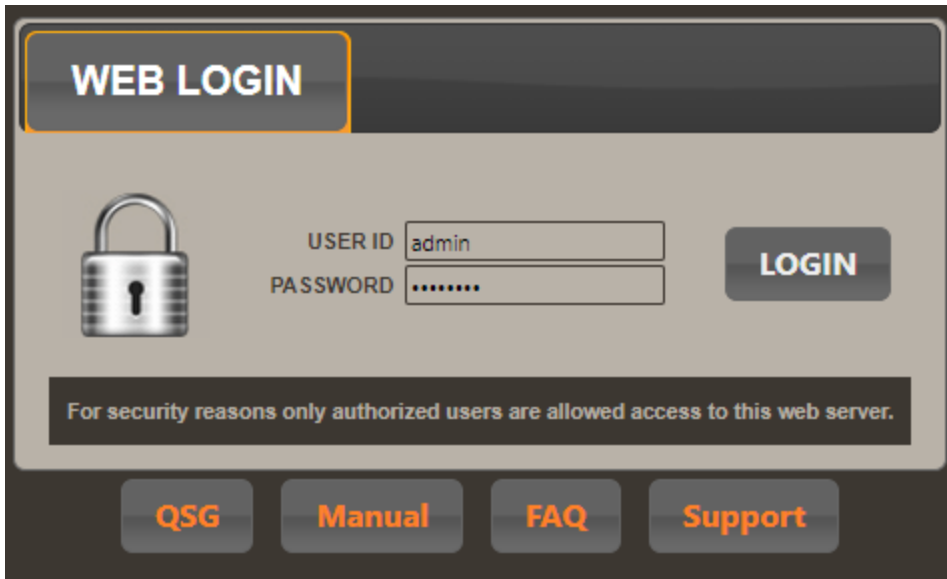 WEB LOGIN
USER ID admin
PASSWORD ••••••••
LOGIN
For security reasons only authorized users are allowed access to this web server.
QSG Manual FAQ Support